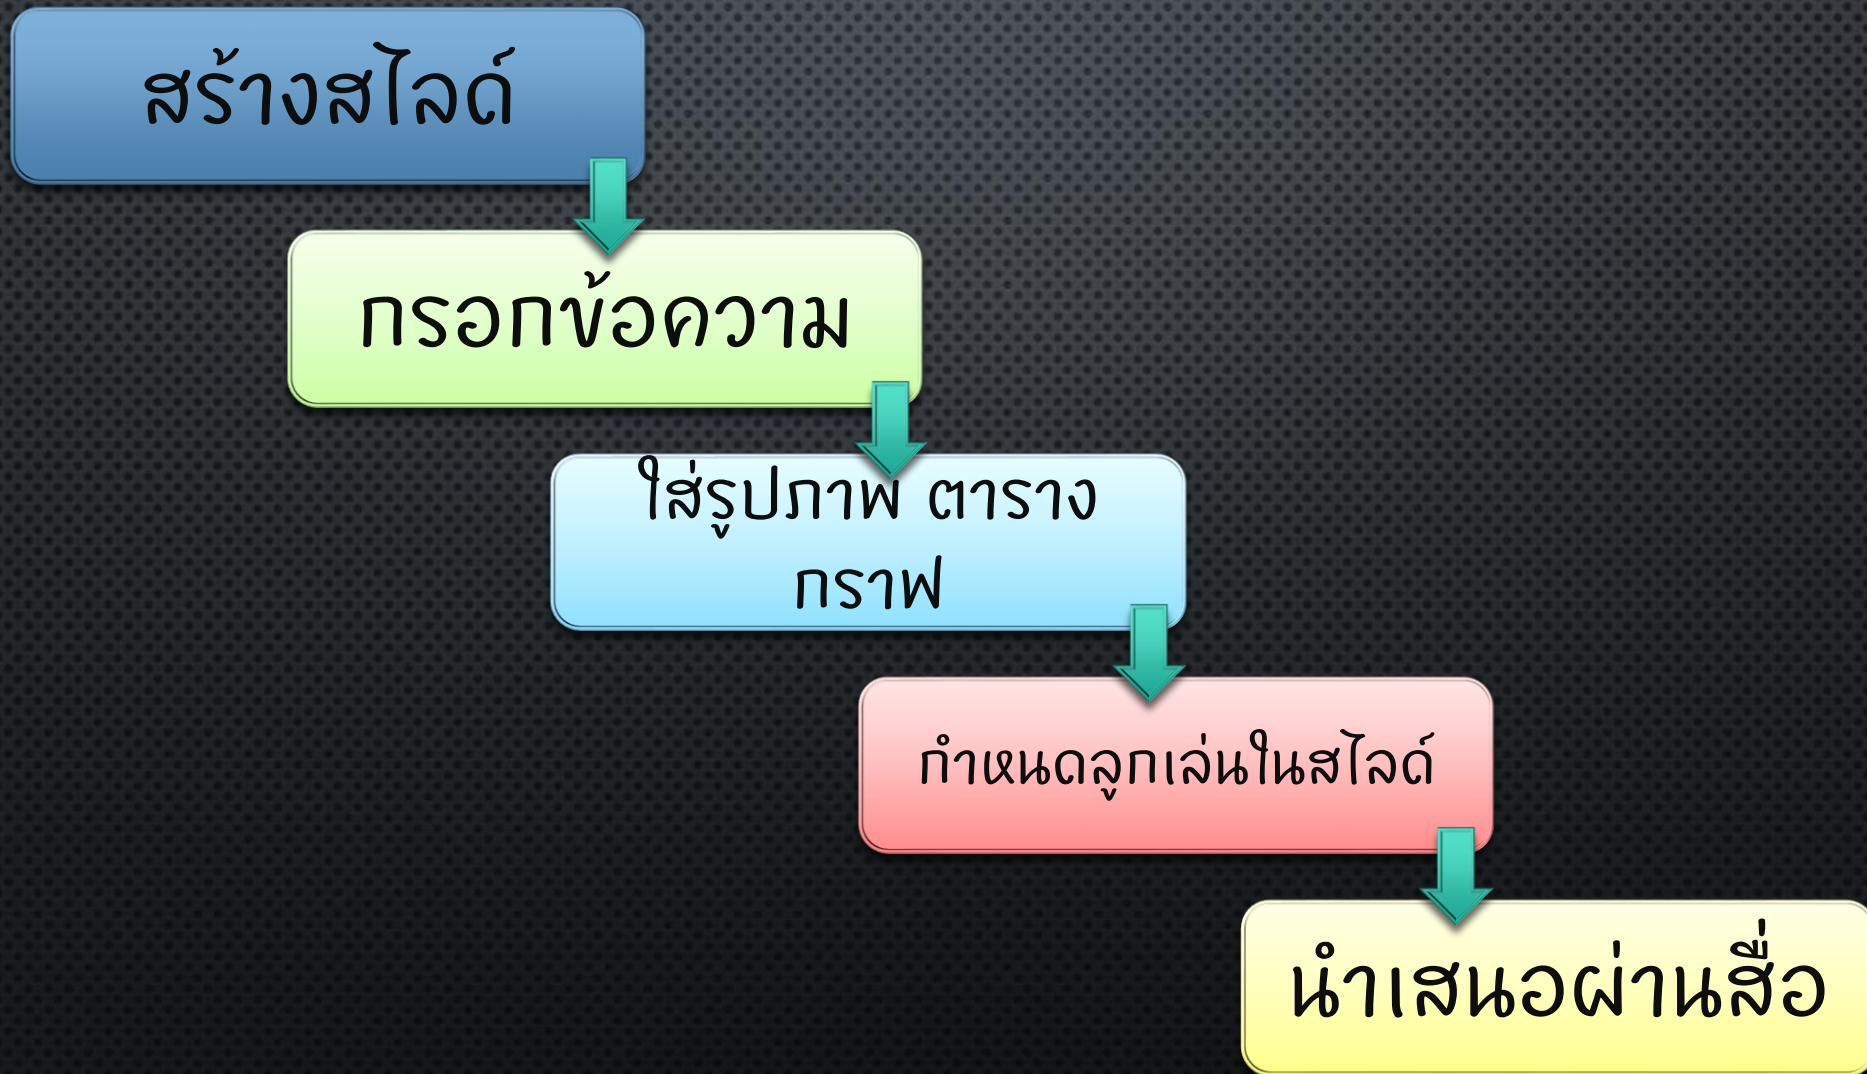 สร้างสไลด์
กรอกข้อความ
ใส่รูปภาพ ตาราง
กราฟ
กำหนดลูกเล่นในสไลด์
นำเสนอผ่านสื่อ